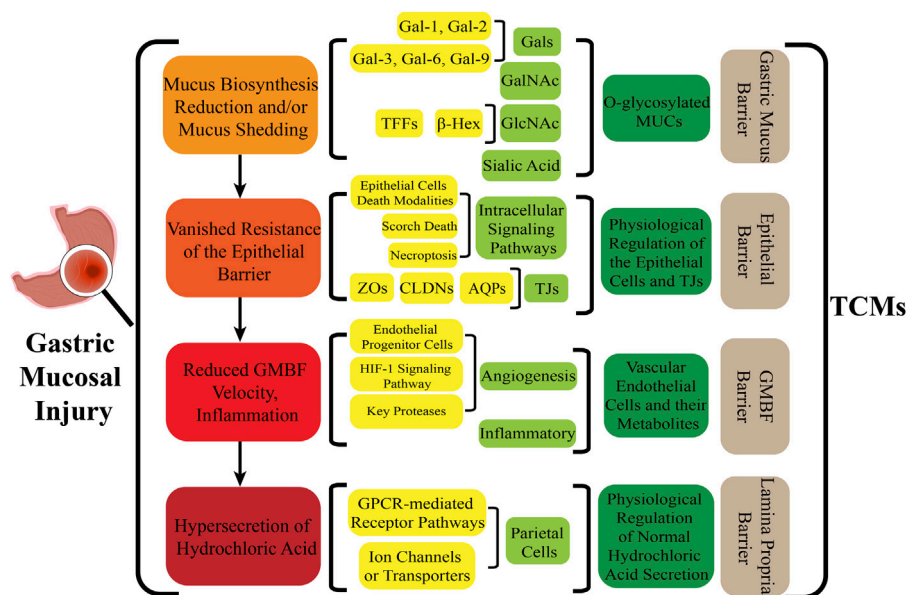 Gastric
Mucosal
Injury
Mucus Biosynthesis
Reduction and/or
Mucus Shedding
Gal-1, Gal-2
Gal-3, Gal-6, Gal-9
Gals
GalNAc
TFFs
β-Hex
GlcNAc
Sialic Acid
O-glycosylated
MUCs
Gastric Mucus
Barrier
Vanished Resistance
of the Epithelial
Barrier
Epithelial Cells
Death Modalities
Scorch Death
Necroptosis
Intracellular
Signaling
Pathways
ZOs
CLDNs
AQPs
TJs
Physiological
Regulation of
the Epithelial
Cells and TJs
Epithelial
Barrier
Reduced GMBF
Velocity,
Inflammation
Endothelial
Progenitor Cells
HIF-1 Signaling
Pathway
Key Proteases
Angiogenesis
Inflammatory
Vascular
Endothelial
Cells and their
Metabolites
GMBF
Barrier
Hypersecretion of
Hydrochloric Acid
GPCR-mediated
Receptor Pathways
Ion Channels
or Transporters
Parietal
Cells
Physiological
Regulation
of Normal
Hydrochloric
Acid Secretion
Lamina Propria
Barrier
TCMs